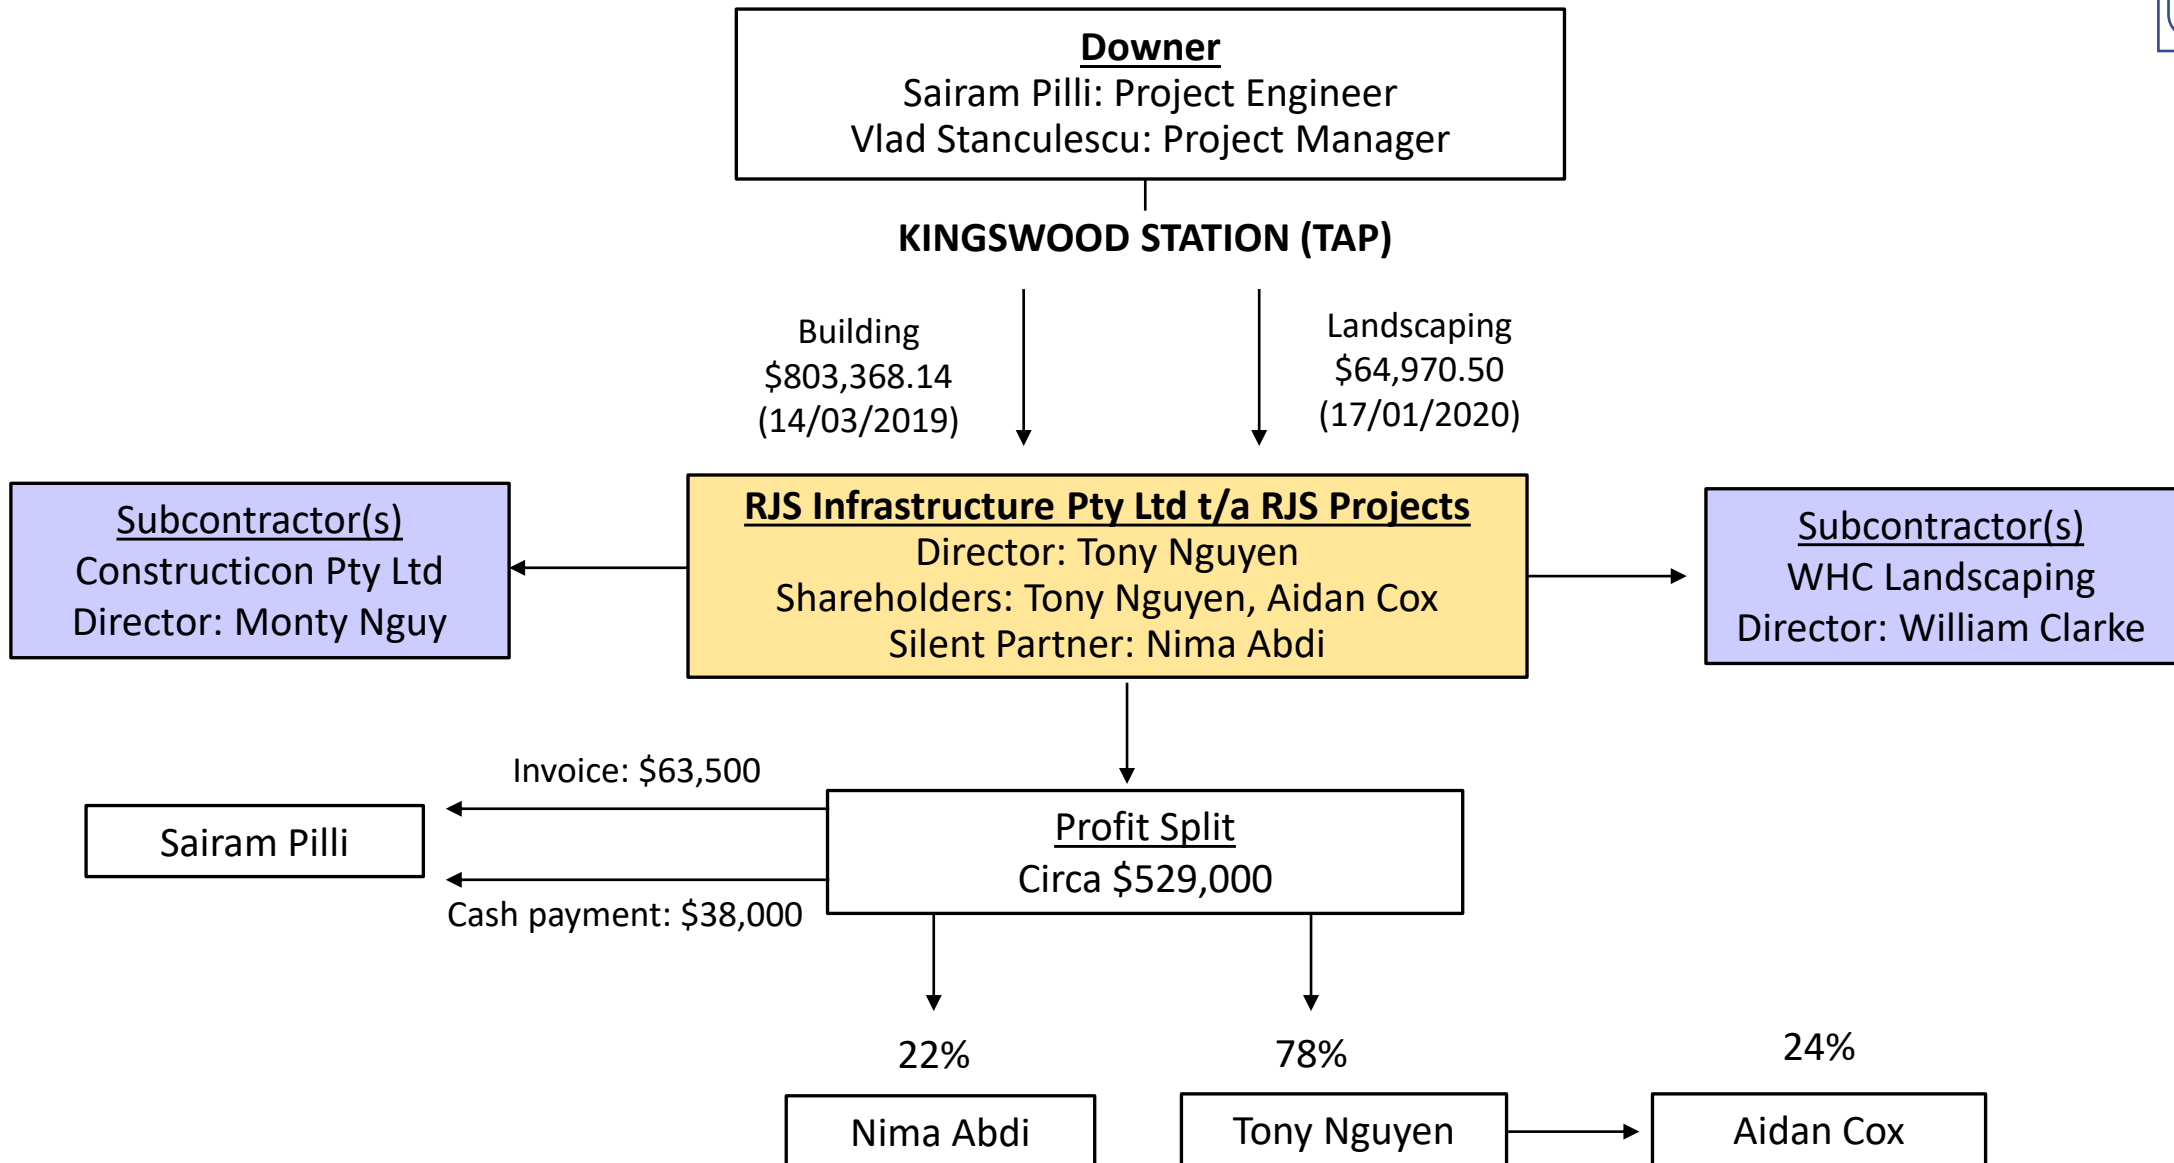 Downer
Sairam Pilli: Project Engineer
Vlad Stanculescu: Project Manager
KINGSWOOD STATION (TAP)
Building
$803,368.14
(14/03/2019)
Landscaping
$64,970.50
(17/01/2020)
Subcontractor(s)
Constructicon Pty Ltd
Director: Monty Nguy
RJS Infrastructure Pty Ltd t/a RJS Projects
Director: Tony Nguyen
Shareholders: Tony Nguyen, Aidan Cox
Silent Partner: Nima Abdi
Subcontractor(s)
WHC Landscaping
Director: William Clarke
Invoice: $63,500
Sairam Pilli
Cash payment: $38,000
Profit Split
Circa $529,000
22%
78%
24%
Nima Abdi
Tony Nguyen
Aidan Cox